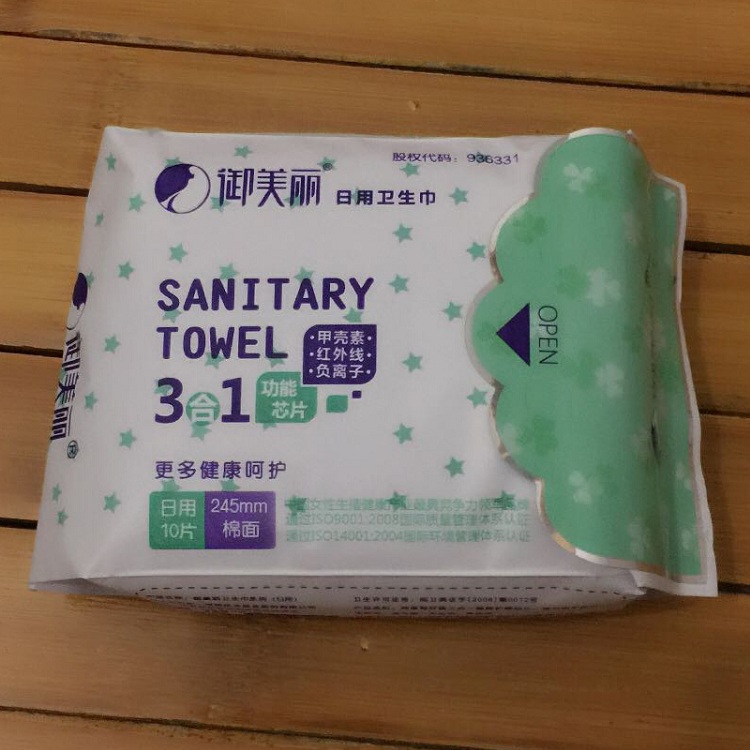 股权代码：936331
御美丽® 日用卫生巾
SANITARY
TOWEL
·甲壳素·
·红外线·
·负离子·
3合1
功能
芯片
更多健康呵护
日用
10片
245mm
棉面
通过ISO9001:2008国际质量管理体系认证
通过ISO14001:2004国际环境管理体系认证
OPEN
御美丽®